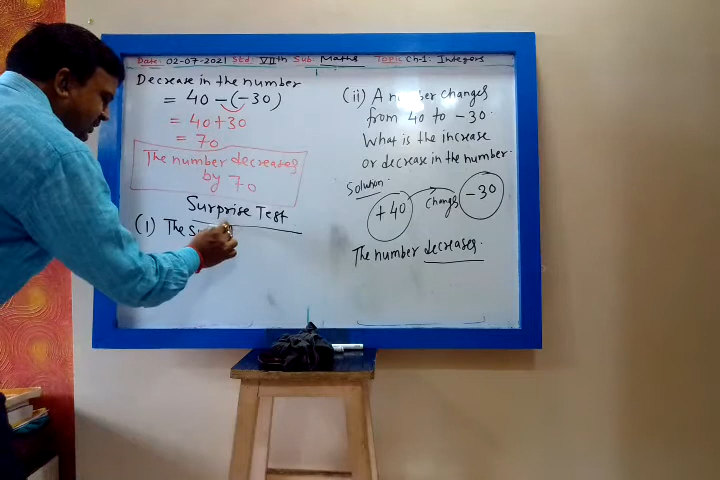 Date: 02-07-2021 Std: VIIth Sub: Maths Topic Ch-1: Integers
Decrease in the number
= 40 - (-30)
= 40 + 30
= 70
The number decreases
by 70
Surprise Test
(1) The
(ii) A number changes
from 40 to -30.
What is the increase
or decrease in the number.
Solution
+40 changes -30
The number decreases.